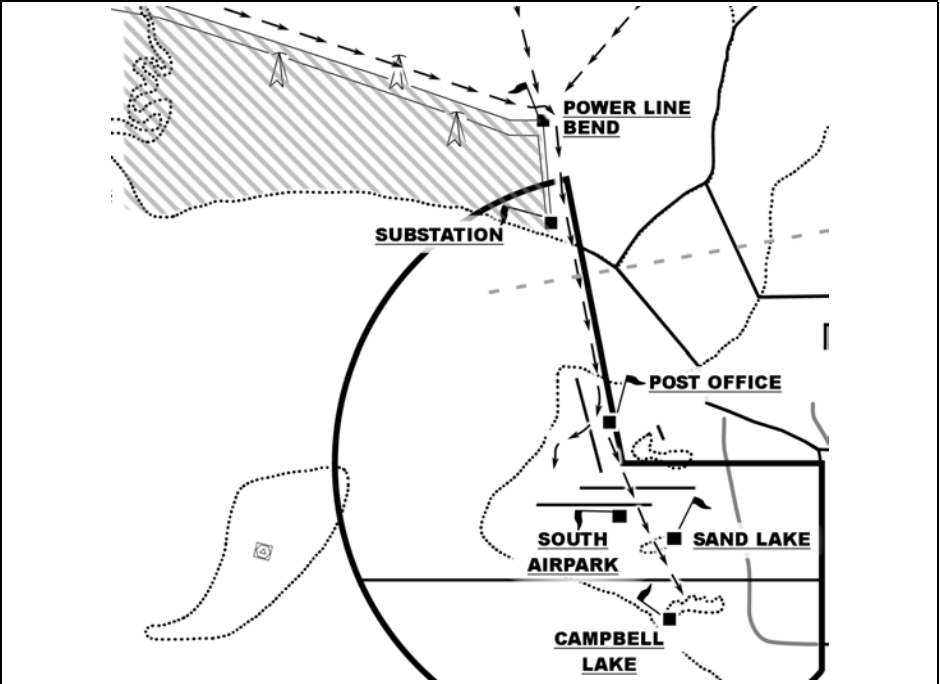 POWER LINE
BEND
SUBSTATION
POST OFFICE
SOUTH
AIRPARK
SAND LAKE
CAMPBELL
LAKE